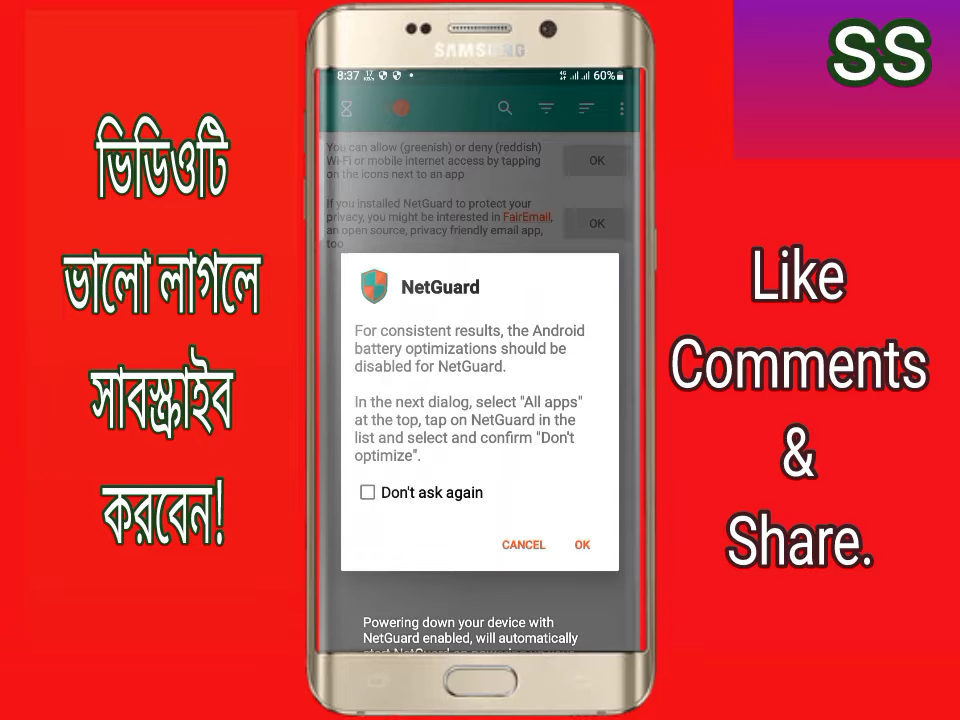 ভিডিওটি
ভালো লাগলে
সাবস্ক্রাইব
করবেন!
SAMSUNG
8:37
60%
You can allow (greenish) or deny (reddish)
Wi-Fi or mobile internet access by tapping
on the icons next to an app
OK
If you installed NetGuard to protect your
privacy, you might be interested in FairEmail,
an open source, privacy friendly email app,
too
OK
NetGuard
For consistent results, the Android
battery optimizations should be
disabled for NetGuard.
In the next dialog, select "All apps"
at the top, tap on NetGuard in the
list and select and confirm "Don't
optimize".
Don't ask again
CANCEL OK
Powering down your device with
NetGuard enabled, will automatically
SS
Like
Comments
&
Share.